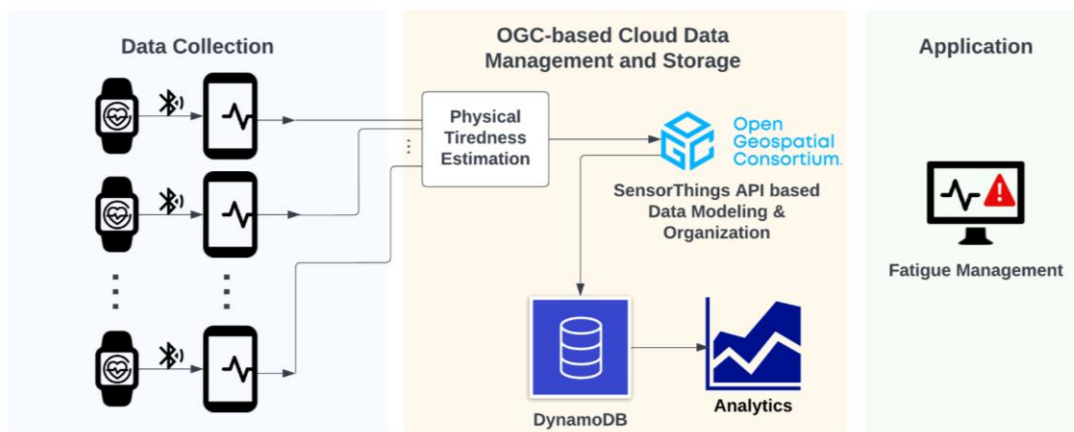 Data Collection
OGC-based Cloud Data
Management and Storage
Application
Physical
Tiredness
Estimation
OGC
Open
Geospatial
Consortium.
SensorThings API based
Data Modeling &
Organization
Fatigue Management
DynamoDB
Analytics